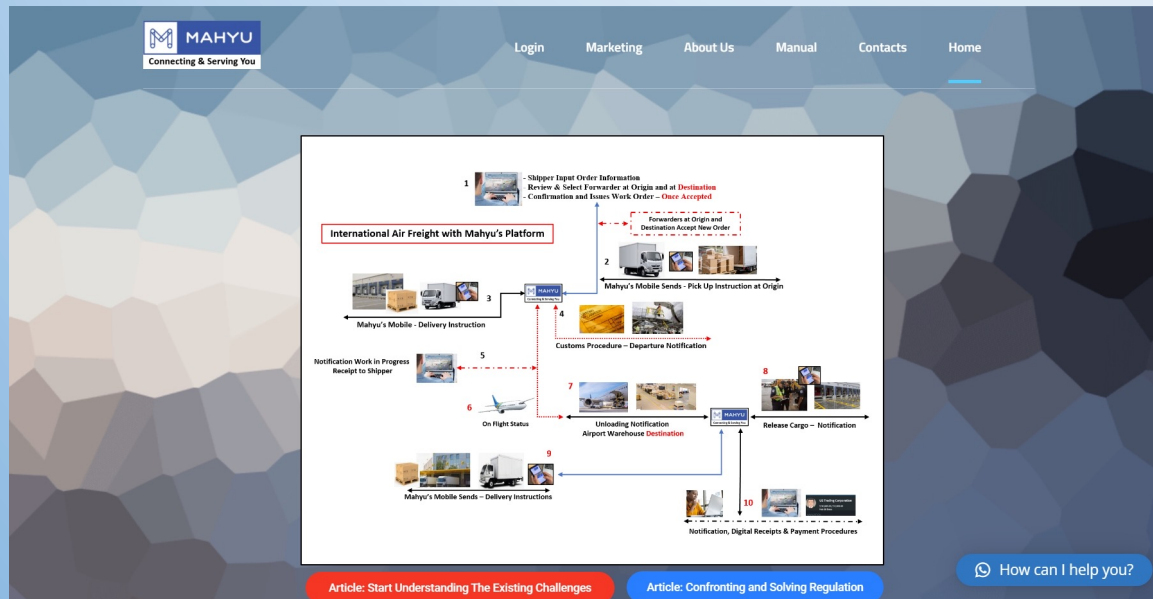 MAHYU
Connecting & Serving You
Login
Marketing
About Us
Manual
Contacts
Home
1
- Shipper Input Order Information
- Review & Select Forwarder at Origin and at Destination
- Confirmation and Issues Work Order – Once Accepted
Forwarders at Origin and
Destination Accept New Order
International Air Freight with Mahyu's Platform
2
Mahyu's Mobile Sends - Pick Up Instruction at Origin
3
Mahyu's Mobile - Delivery Instruction
MAHYU
Connecting & Serving You
4
Customs Procedure – Departure Notification
5
Notification Work in Progress
Receipt to Shipper
6
On Flight Status
7
Unloading Notification
Airport Warehouse Destination
MAHYU
Connecting & Serving You
8
Release Cargo – Notification
9
Mahyu's Mobile Sends – Delivery Instructions
10
Notification, Digital Receipts & Payment Procedures
Article: Start Understanding The Existing Challenges
Article: Confronting and Solving Regulation
How can I help you?